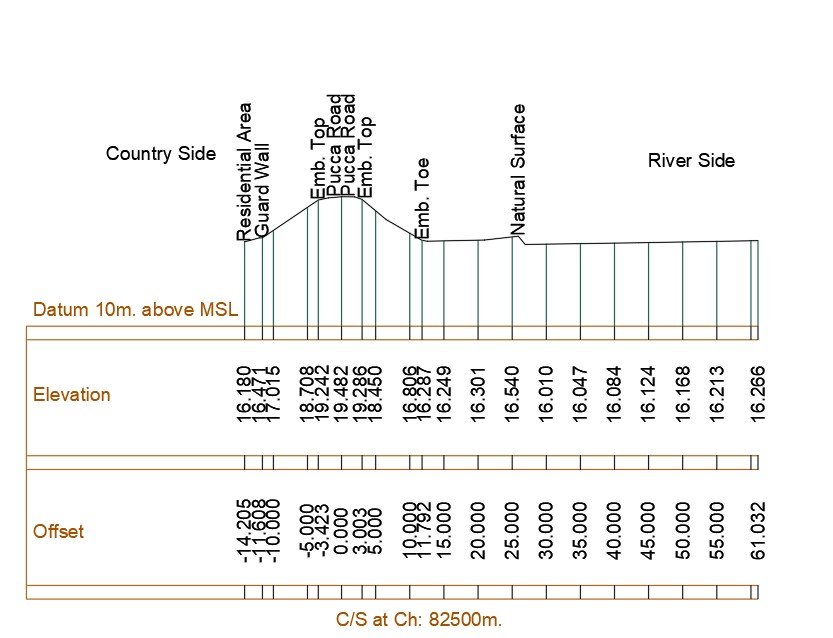 Country Side
Residential Area
Guard Wall
Emb. Top
Pucca Road
Pucca Road
Emb. Top
Emb. Toe
Natural Surface
River Side
Datum 10m. above MSL
Elevation
16.180
16.471
17.015
18.708
19.242
19.482
19.286
18.450
16.806
16.287
16.249
16.301
16.540
16.010
16.047
16.084
16.124
16.168
16.213
16.266
Offset
-14.205
-11.608
-10.000
-5.000
-3.423
0.000
3.003
5.000
10.000
11.792
15.000
20.000
25.000
30.000
35.000
40.000
45.000
50.000
55.000
61.032
C/S at Ch: 82500m.